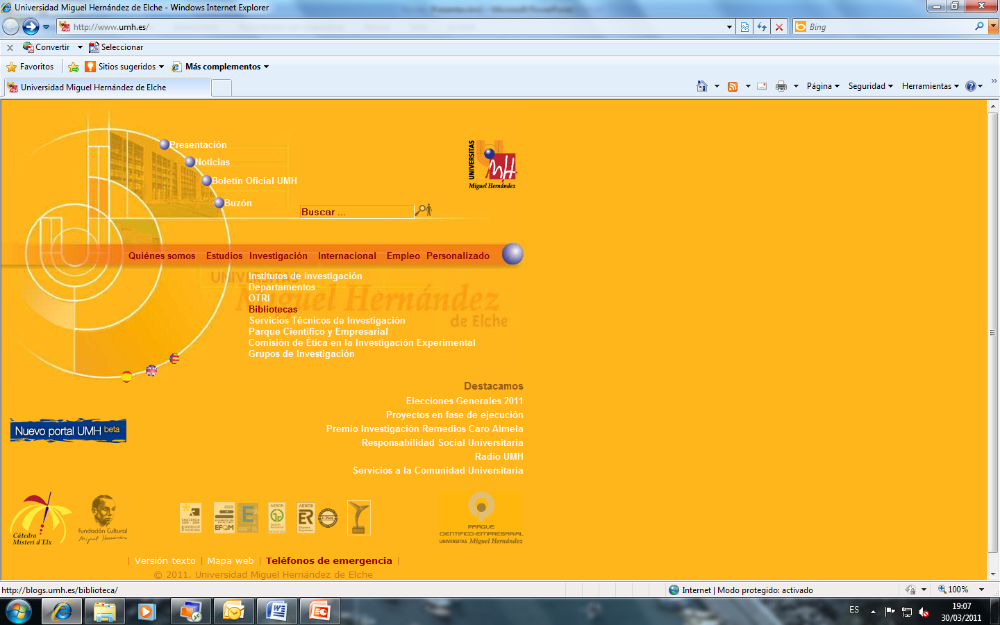 Universidad Miguel Hernández de Elche - Windows Internet Explorer
http://www.umh.es/
Bing
x Convertir Seleccionar
Favoritos Sitios sugeridos Más complementos
Universidad Miguel Hernández de Elche
Página Seguridad Herramientas
Presentación
Noticias
Boletín Oficial UMH
Buzón
UNIVERSITAS
Miguel Hernández
Buscar ...
Quiénes somos Estudios Investigación Internacional Empleo Personalizado
UNIVERSITAS
Miguel Hernández
de Elche
Institutos de Investigación
Departamentos
OTRI
Bibliotecas
Servicios Técnicos de Investigación
Parque Científico y Empresarial
Comisión de Ética en la Investigación Experimental
Grupos de Investigación
Destacamos
Elecciones Generales 2011
Proyectos en fase de ejecución
Premio Investigación Remedios Caro Almela
Responsabilidad Social Universitaria
Radio UMH
Servicios a la Comunidad Universitaria
Nuevo portal UMH beta
Cátedra
Misteri d'Elx
fundación Cultural
Miguel Hernández
EFQM
E
AENOR
AENOR
ER
PARQUE
CIENTIFICO-EMPRESARIAL
UNIVERSITAS Miguel Hernández
| Versión texto | Mapa web | Teléfonos de emergencia |
© 2011. Universidad Miguel Hernández de Elche
http://blogs.umh.es/biblioteca/
Internet | Modo protegido: activado
100%
ES
19:07
30/03/2011